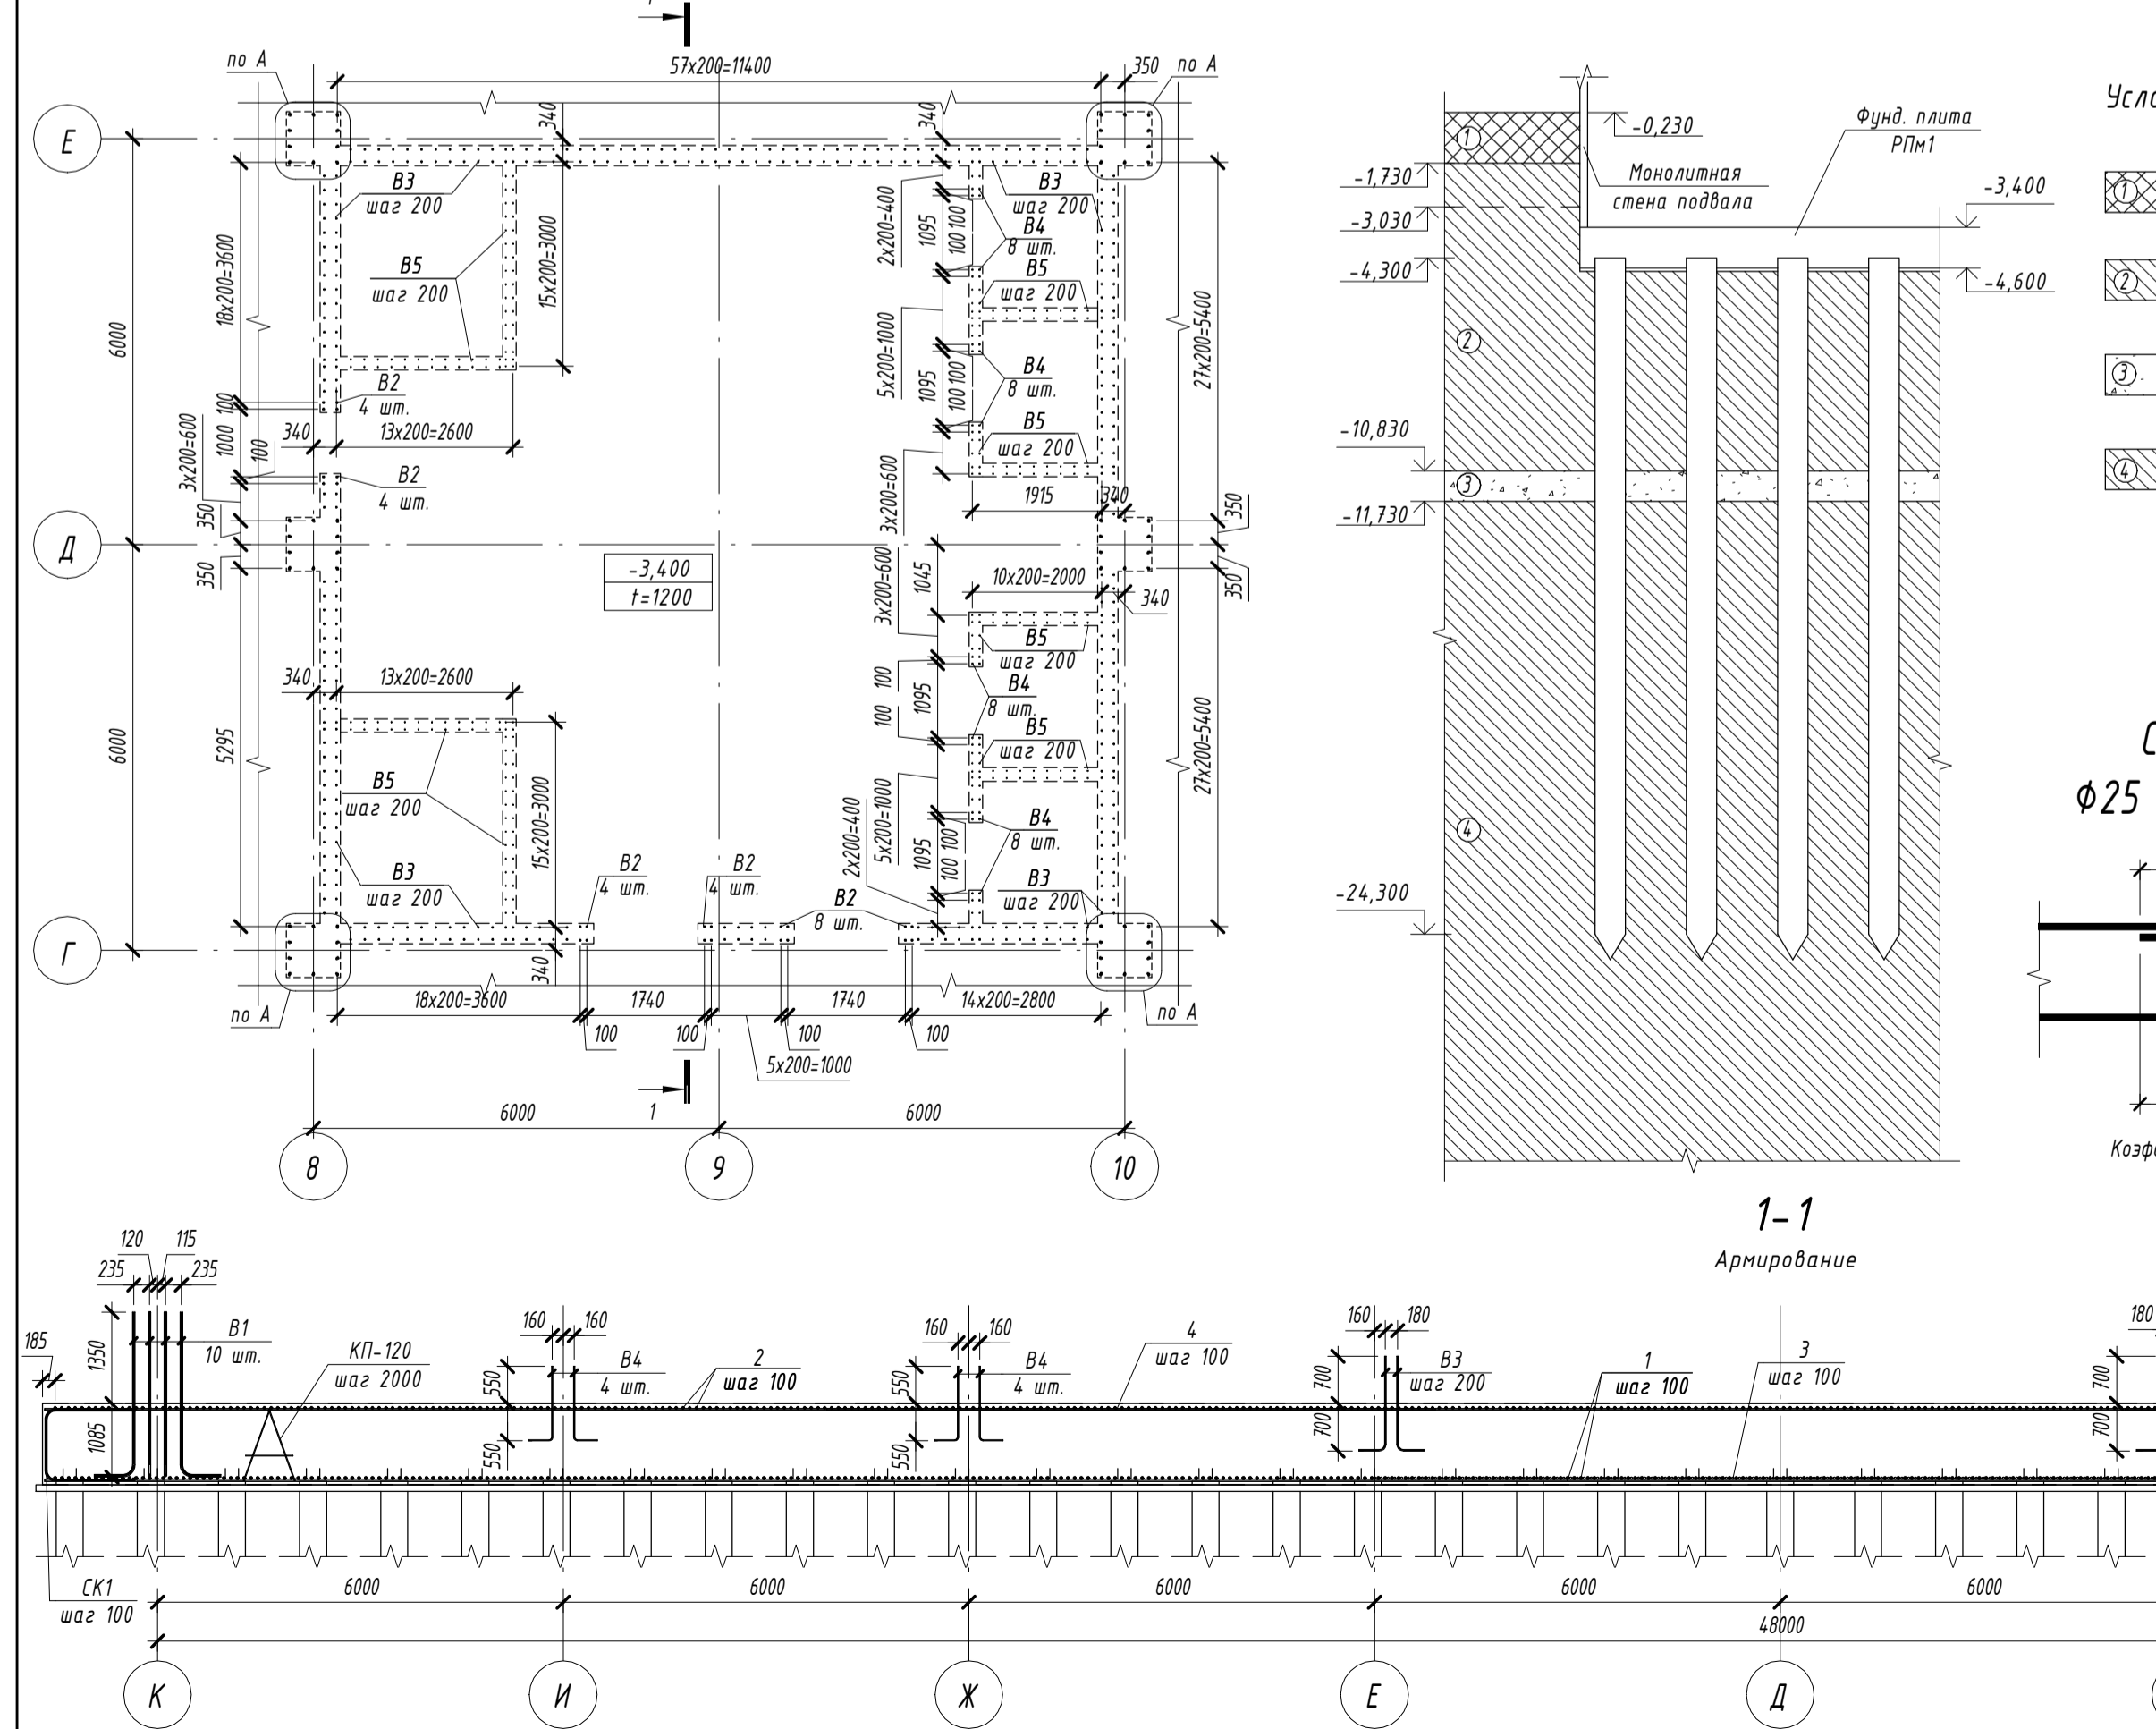 по А
57х200=11400
350
по А
Е
340
340
В3
шаг 200
В3
шаг 200
18х200=3600
В5
шаг 200
15х200=3000
2х200=400
1095
100 100
В4
8 шт.
В5
шаг 200
6000
27х200=5400
5х200=1000
1095
100 100
В4
8 шт.
В2
4 шт.
100
1000
100
3х200=600
340
13х200=2600
В2
4 шт.
В5
шаг 200
3х200=600
1915
340
350
350
Д
350
350
-3,400
t=1200
3х200=600
1045
10х200=2000
340
В5
шаг 200
340
13х200=2600
100
100
1095
В4
8 шт.
В5
шаг 200
6000
5295
27х200=5400
В5
шаг 200
15х200=3000
2х200=400
5х200=1000
1095
100 100
В4
8 шт.
В3
шаг 200
В2
4 шт.
В2
4 шт.
В2
8 шт.
В3
шаг 200
Г
340
по А
18х200=3600
1740
1740
14х200=2800
по А
100
100
100
100
5х200=1000
1
6000
6000
8
9
10
-0,230
Фунд. плита
РПм1
-1,730
Монолитная
стена подвала
-3,030
-3,400
-4,300
-4,600
1
2
-10,830
3
-11,730
4
-24,300
Усло
1
2
3
4
С
Ф25
Коэф
1-1
Армирование
120
115
235
235
185
1350
1085
В1
10 шт.
КП-120
шаг 2000
160
160
550
550
В4
4 шт.
2
шаг 100
160
160
550
550
В4
4 шт.
4
шаг 100
160
180
700
700
В3
шаг 200
1
шаг 100
3
шаг 100
180
700
700
СК1
шаг 100
6000
6000
6000
6000
6000
48000
К
И
Ж
Е
Д